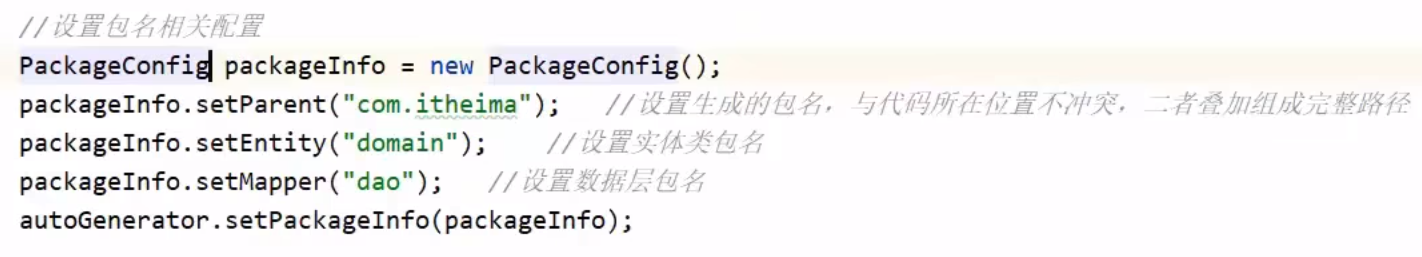 //设置包名相关配置
PackageConfig packageInfo = new PackageConfig();
packageInfo.setParent("com.itheima");   //设置生成的包名，与代码所在位置不冲突，二者叠加组成完整路径
packageInfo.setEntity("domain");    //设置实体类包名
packageInfo.setMapper("dao");   //设置数据层包名
autoGenerator.setPackageInfo(packageInfo);